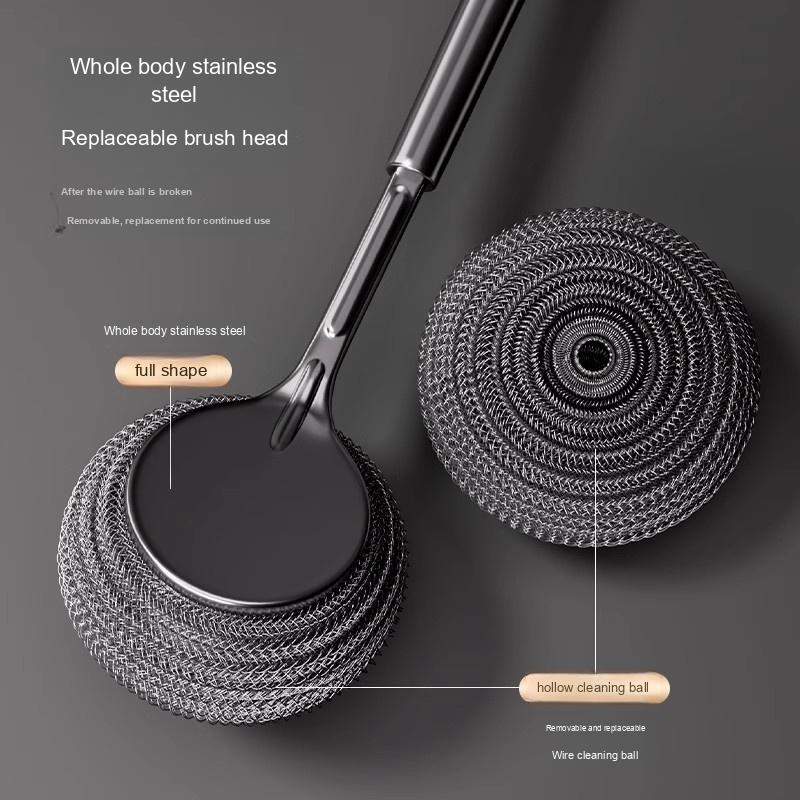 Whole body stainless
steel
Replaceable brush head
After the wire ball is broken
Removable, replacement for continued use
Whole body stainless steel
full shape
hollow cleaning ball
Removable and replaceable
Wire cleaning ball